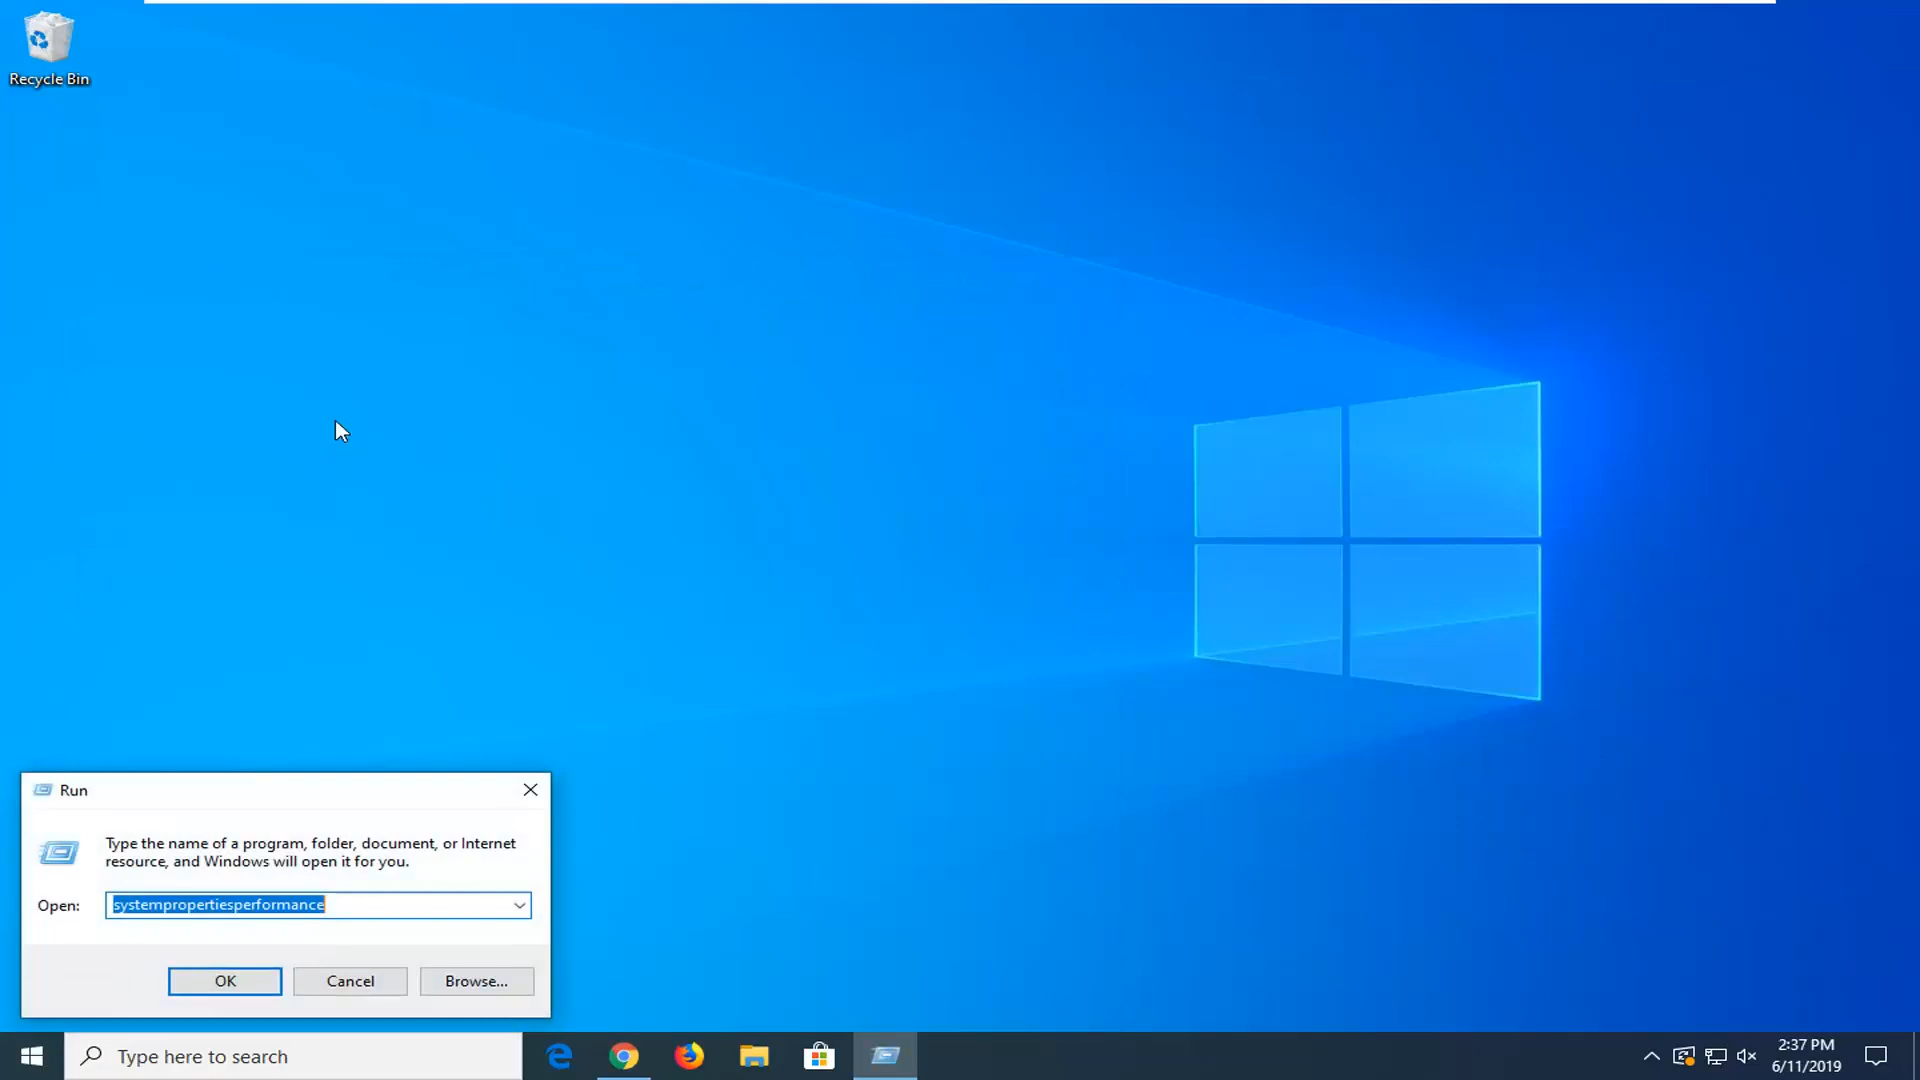 Recycle Bin
Run
Type the name of a program, folder, document, or Internet
resource, and Windows will open it for you.
Open: systempropertiesperformance
OK Cancel Browse...
Type here to search
2:37 PM
6/11/2019